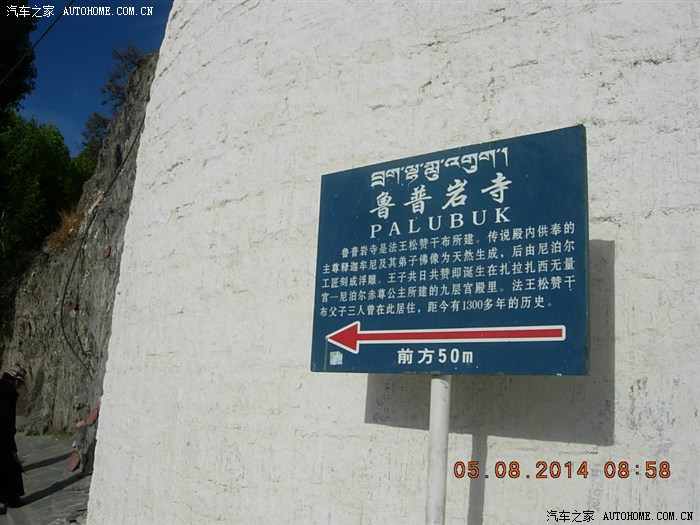 汽车之家 AUTOHOME.COM.CN
བྲག་ལྷ་ཀླུ་འཕུག །
鲁普岩寺
PALUBUK
鲁普岩寺是法王松赞干布所建。传说殿内供奉的
主尊释迦牟尼及其弟子佛像为天然生成，后由尼泊尔
工匠刻成浮雕。王子共日共赞即诞生在扎拉扎西无量
宫—尼泊尔赤尊公主所建的九层宫殿里。法王松赞干
布父子三人曾在此居住，距今有1300多年的历史。
前方50m
05.08.2014 08:58
汽车之家 AUTOHOME.COM.CN